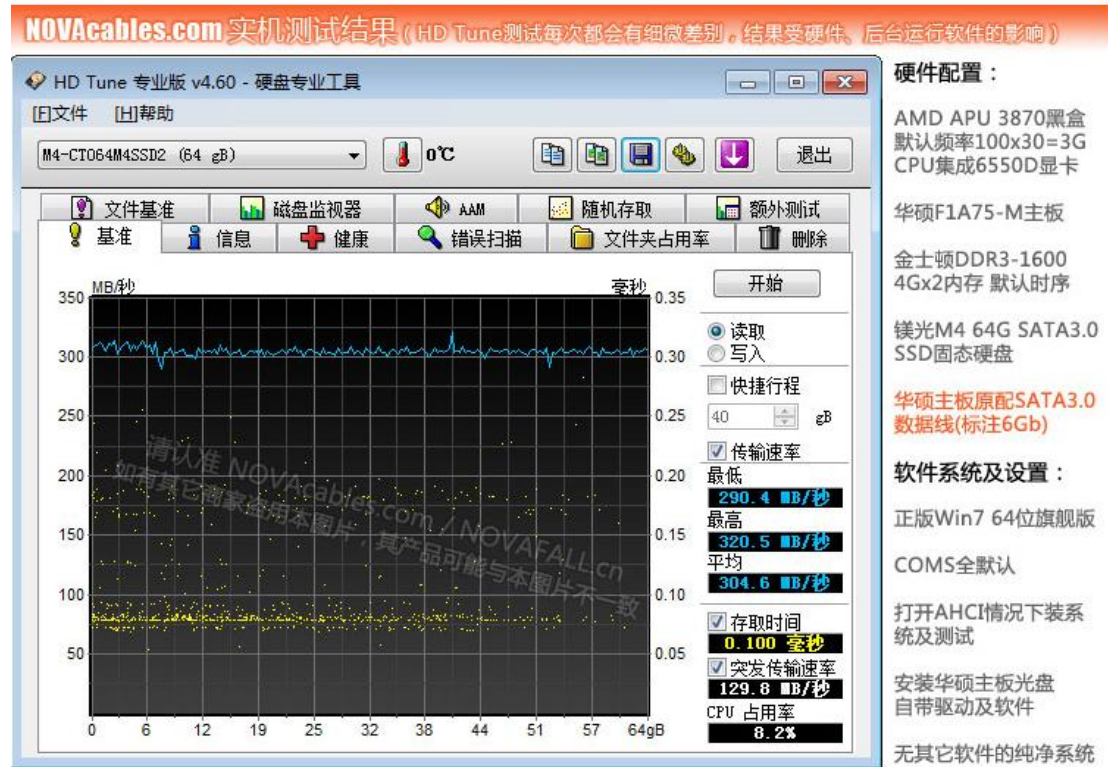 NOVAcables.com 实机测试结果 ( HD Tune测试每次都会有细微差别，结果受硬件、后台运行软件的影响 )
HD Tune 专业版 v4.60 - 硬盘专业工具
[F]文件 [H]帮助
M4-CT064M4SSD2 (64 gB)
0℃
退出
文件基准 磁盘监视器 AAM 随机存取 额外测试
基准 信息 健康 错误扫描 文件夹占用率 删除
MB/秒
毫秒
350
300
250
200
150
100
50
0.35
0.30
0.25
0.20
0.15
0.10
0.05
0 6 12 19 25 32 38 44 51 57 64gB
请认准 NOVAcables.com / NOVAFALL.cn
如有其它商家盗用本图片，其产品可能与本图片不一致
开始
读取
写入
快捷行程
40 gB
传输速率
最低
290.4 MB/秒
最高
320.5 MB/秒
平均
304.6 MB/秒
存取时间
0.100 毫秒
突发传输速率
129.8 MB/秒
CPU 占用率
8.2%
硬件配置：
AMD APU 3870黑盒
默认频率100x30=3G
CPU集成6550D显卡
华硕F1A75-M主板
金士顿DDR3-1600
4Gx2内存 默认时序
镁光M4 64G SATA3.0
SSD固态硬盘
华硕主板原配SATA3.0
数据线(标注6Gb)
软件系统及设置：
正版Win7 64位旗舰版
COMS全默认
打开AHCI情况下装系
统及测试
安装华硕主板光盘
自带驱动及软件
无其它软件的纯净系统